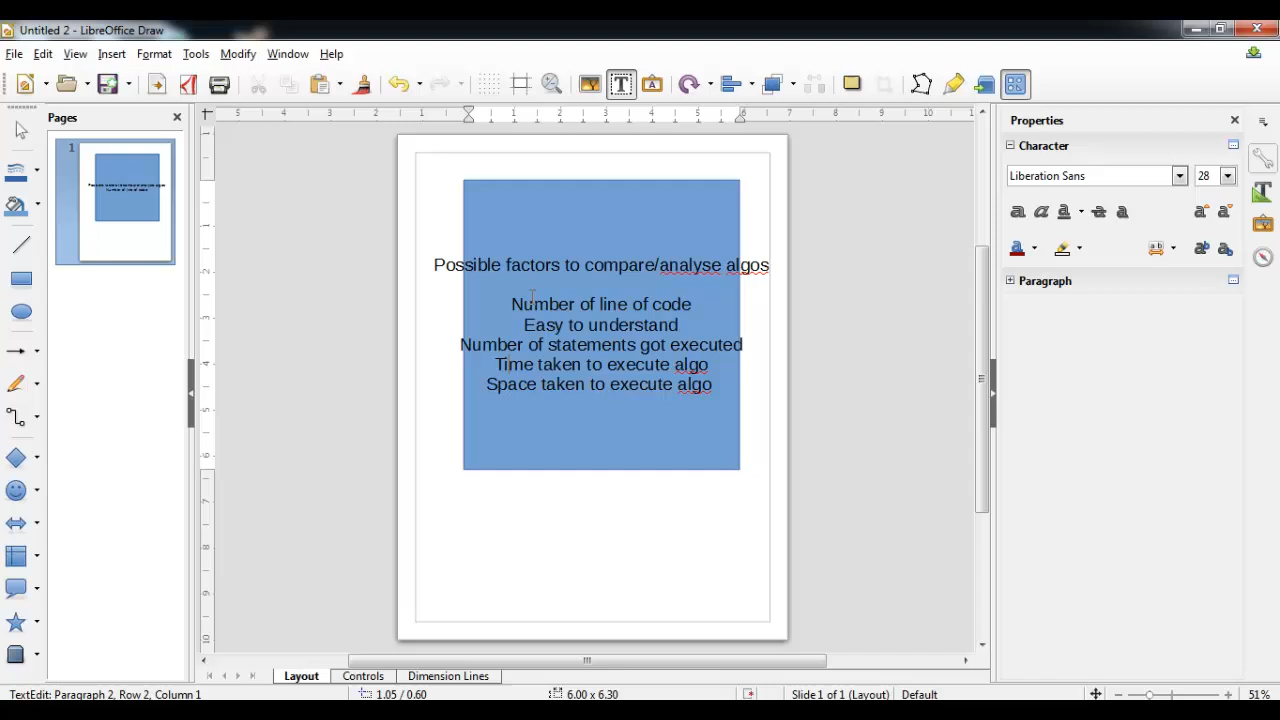 Untitled 2 - LibreOffice Draw
File Edit View Insert Format Tools Modify Window Help
Pages
1
Possible factors to compare/analyse algos
Number of line of code
Easy to understand
Number of statements got executed
Time taken to execute algo
Space taken to execute algo
Properties
Character
Liberation Sans 28
Paragraph
Layout Controls Dimension Lines
TextEdit: Paragraph 2, Row 2, Column 1 1.05 / 0.60 6.00 x 6.30 Slide 1 of 1 (Layout) Default 51%